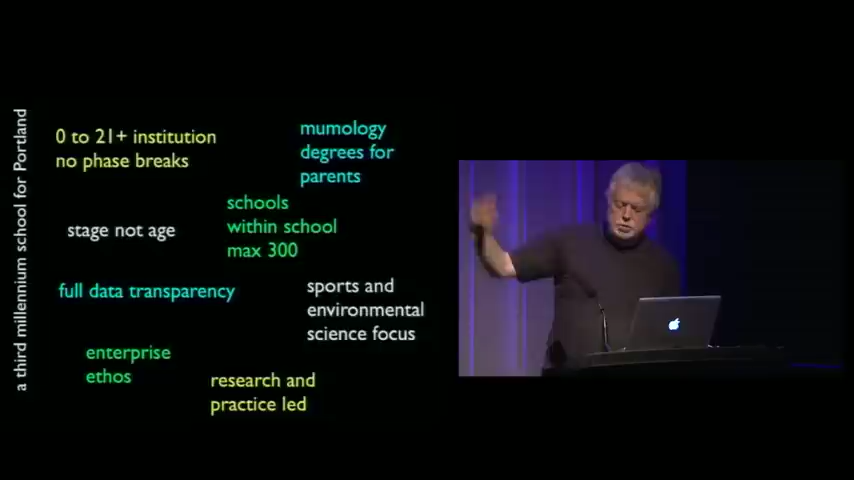 a third millennium school for Portland
0 to 21+ institution
no phase breaks
mumology
degrees for
parents
schools
within school
max 300
stage not age
full data transparency
sports and
environmental
science focus
enterprise
ethos
research and
practice led